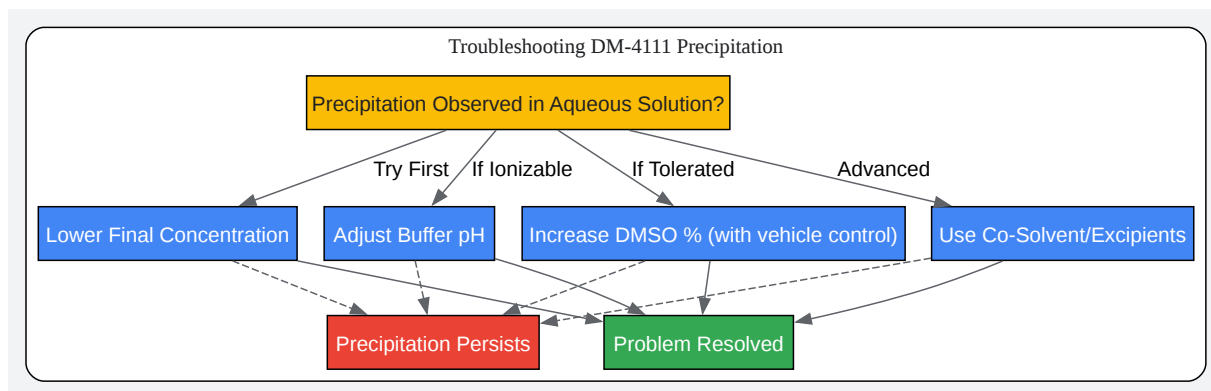 Troubleshooting DM-4111 Precipitation
Precipitation Observed in Aqueous Solution?
Try First
If Ionizable
If Tolerated
Advanced
Lower Final Concentration
Adjust Buffer pH
Increase DMSO % (with vehicle control)
Use Co-Solvent/Excipients
Precipitation Persists
Problem Resolved